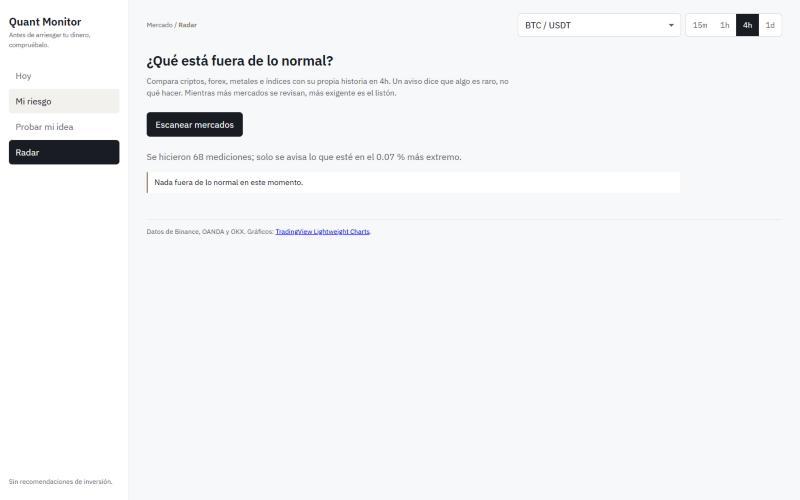 Quant Monitor
Antes de arriesgar tu dinero,
compruébalo.
Hoy
Mi riesgo
Probar mi idea
Radar
Sin recomendaciones de inversión.
Mercado / Radar
BTC / USDT
15m 1h 4h 1d
¿Qué está fuera de lo normal?
Compara criptos, forex, metales e índices con su propia historia en 4h. Un aviso dice que algo es raro, no
qué hacer. Mientras más mercados se revisan, más exigente es el listón.
Escanear mercados
Se hicieron 68 mediciones; solo se avisa lo que esté en el 0.07 % más extremo.
Nada fuera de lo normal en este momento.
Datos de Binance, OANDA y OKX. Gráficos: TradingView Lightweight Charts.